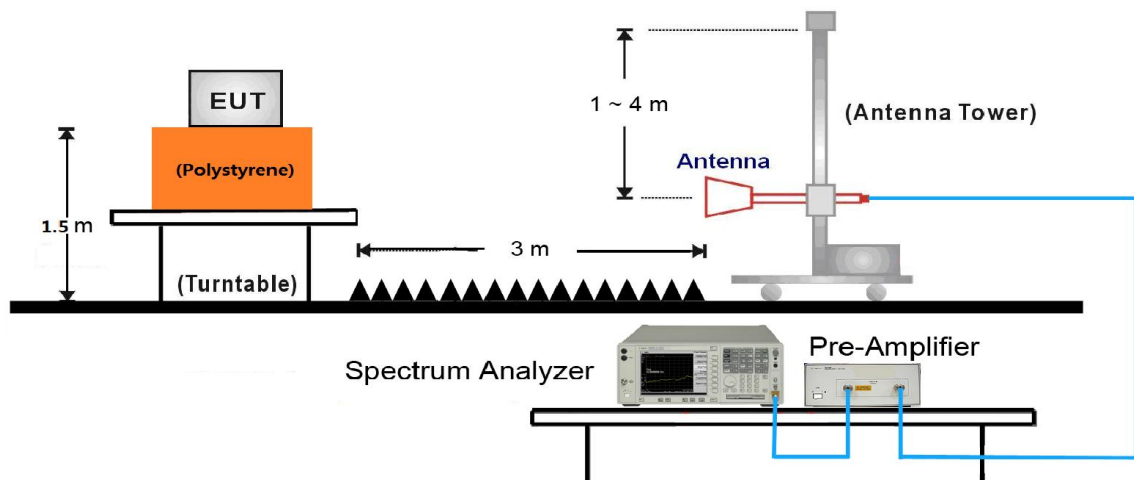 EUT
(Polystyrene)
1.5 m
(Turntable)
3 m
1 ~ 4 m
Antenna
(Antenna Tower)
Spectrum Analyzer
Pre-Amplifier